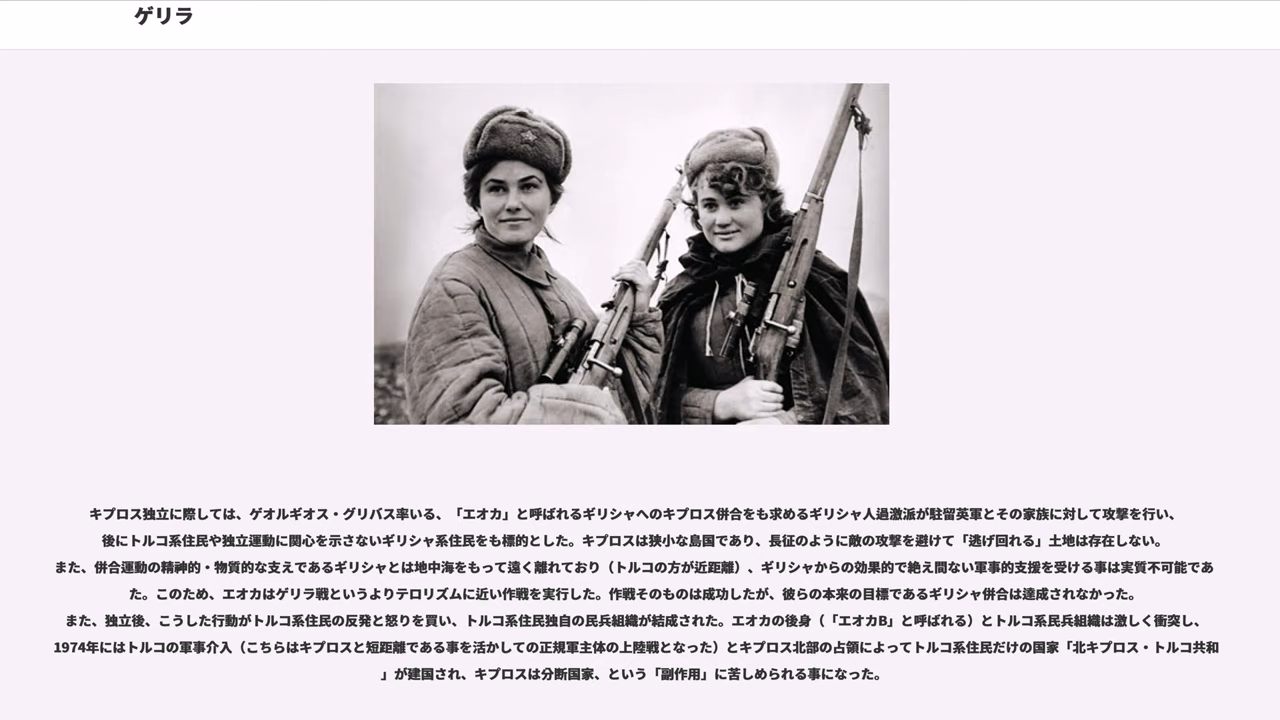 ゲリラ
キプロス独立に際しては、ゲオルギオス・グリバス率いる、「エオカ」と呼ばれるギリシャへのキプロス併合をも求めるギリシャ人過激派が駐留英軍とその家族に対して攻撃を行い、
後にトルコ系住民や独立運動に関心を示さないギリシャ系住民をも標的とした。キプロスは狭小な島国であり、長征のように敵の攻撃を避けて「逃げ回れる」土地は存在しない。
また、併合運動の精神的・物質的な支えであるギリシャとは地中海をもって遠く離れており（トルコの方が近距離）、ギリシャからの効果的で絶え間ない軍事的支援を受ける事は実質不可能であ
た。このため、エオカはゲリラ戦というよりテロリズムに近い作戦を実行した。作戦そのものは成功したが、彼らの本来の目標であるギリシャ併合は達成されなかった。
また、独立後、こうした行動がトルコ系住民の反発と怒りを買い、トルコ系住民独自の民兵組織が結成された。エオカの後身（「エオカB」と呼ばれる）とトルコ系民兵組織は激しく衝突し、
1974年にはトルコの軍事介入（こちらはキプロスと短距離である事を活かしての正規軍主体の上陸戦となった）とキプロス北部の占領によってトルコ系住民だけの国家「北キプロス・トルコ共和
」が建国され、キプロスは分断国家、という「副作用」に苦しめられる事になった。